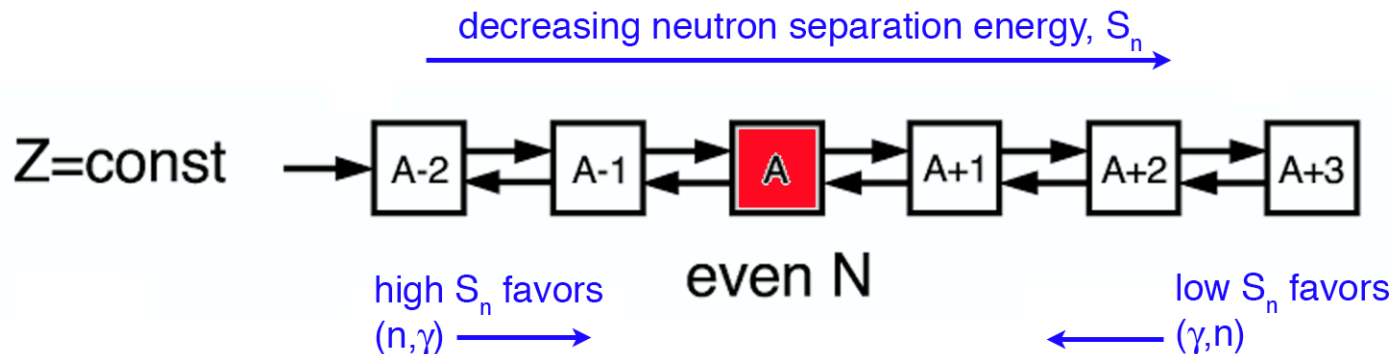 decreasing neutron separation energy, Sₙ
Z=const
A-2
A-1
A
A+1
A+2
A+3
even N
high Sₙ favors
(n,γ)
low Sₙ favors
(γ,n)